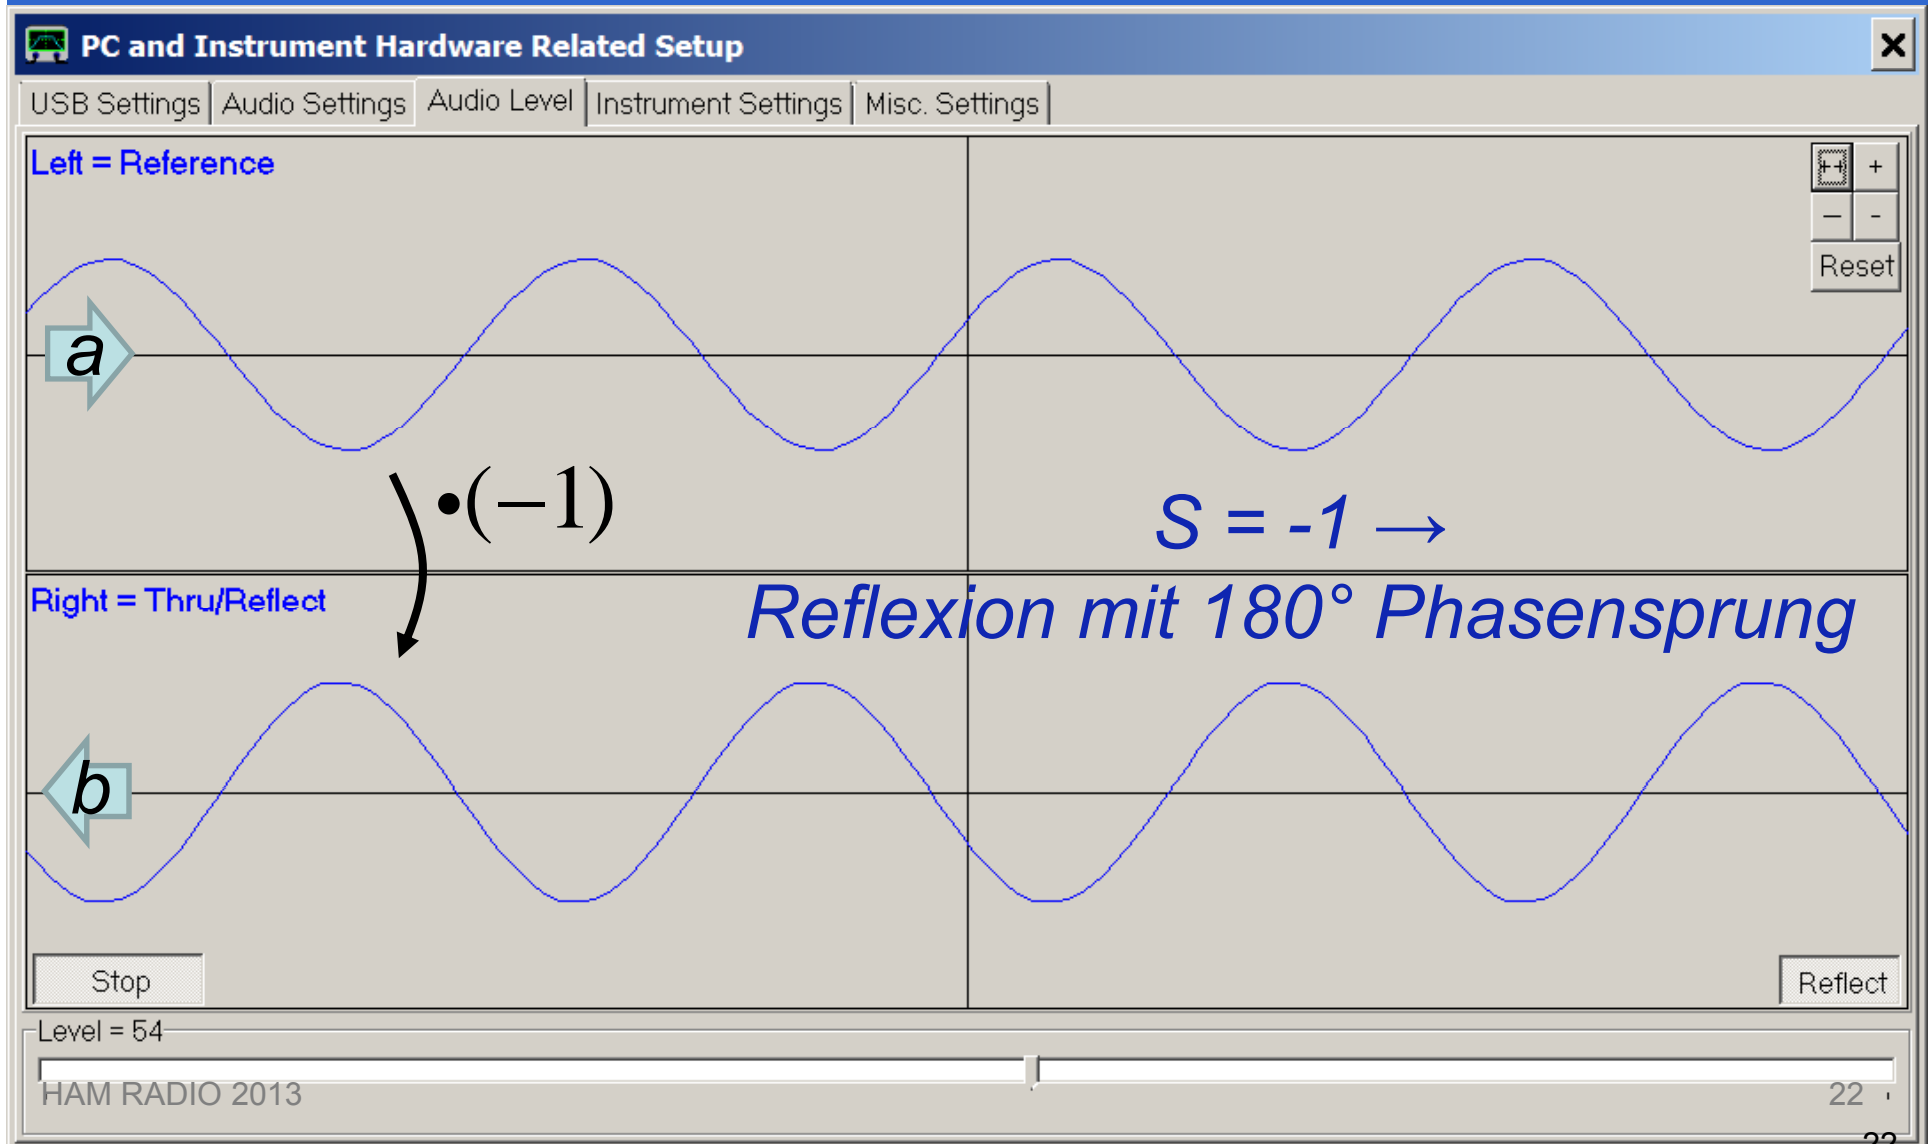 PC and Instrument Hardware Related Setup
USB Settings Audio Settings Audio Level Instrument Settings Misc. Settings
Left = Reference
++ +
— -
Reset
a
•(−1)
S = -1 →
Right = Thru/Reflect
Reflexion mit 180° Phasensprung
b
Stop
Reflect
Level = 54
HAM RADIO 2013
22
22